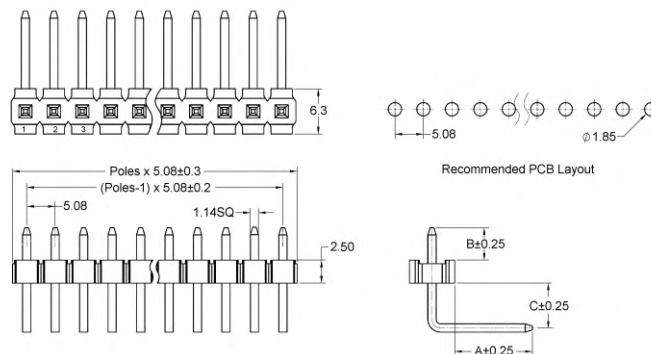 1 2 3
6.3
5.08
Φ1.85
Recommended PCB Layout
Poles x 5.08±0.3
(Poles-1) x 5.08±0.2
5.08
1.14SQ
2.50
B±0.25
C±0.25
A±0.25